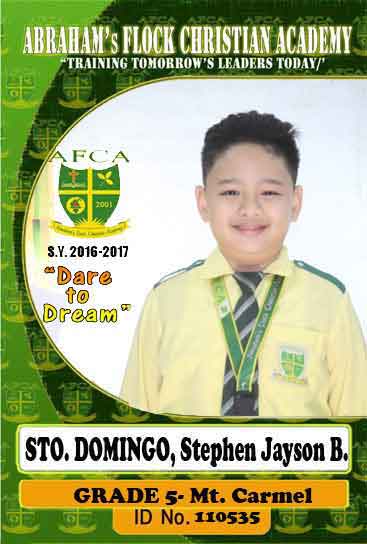 ABRAHAM's FLOCK CHRISTIAN ACADEMY
“TRAINING TOMORROW'S LEADERS TODAY/'
AFCA
2001
S.Y. 2016-2017
“Dare
to
Dream”
STO. DOMINGO, Stephen Jayson B.
GRADE 5- Mt. Carmel
ID No. 110535